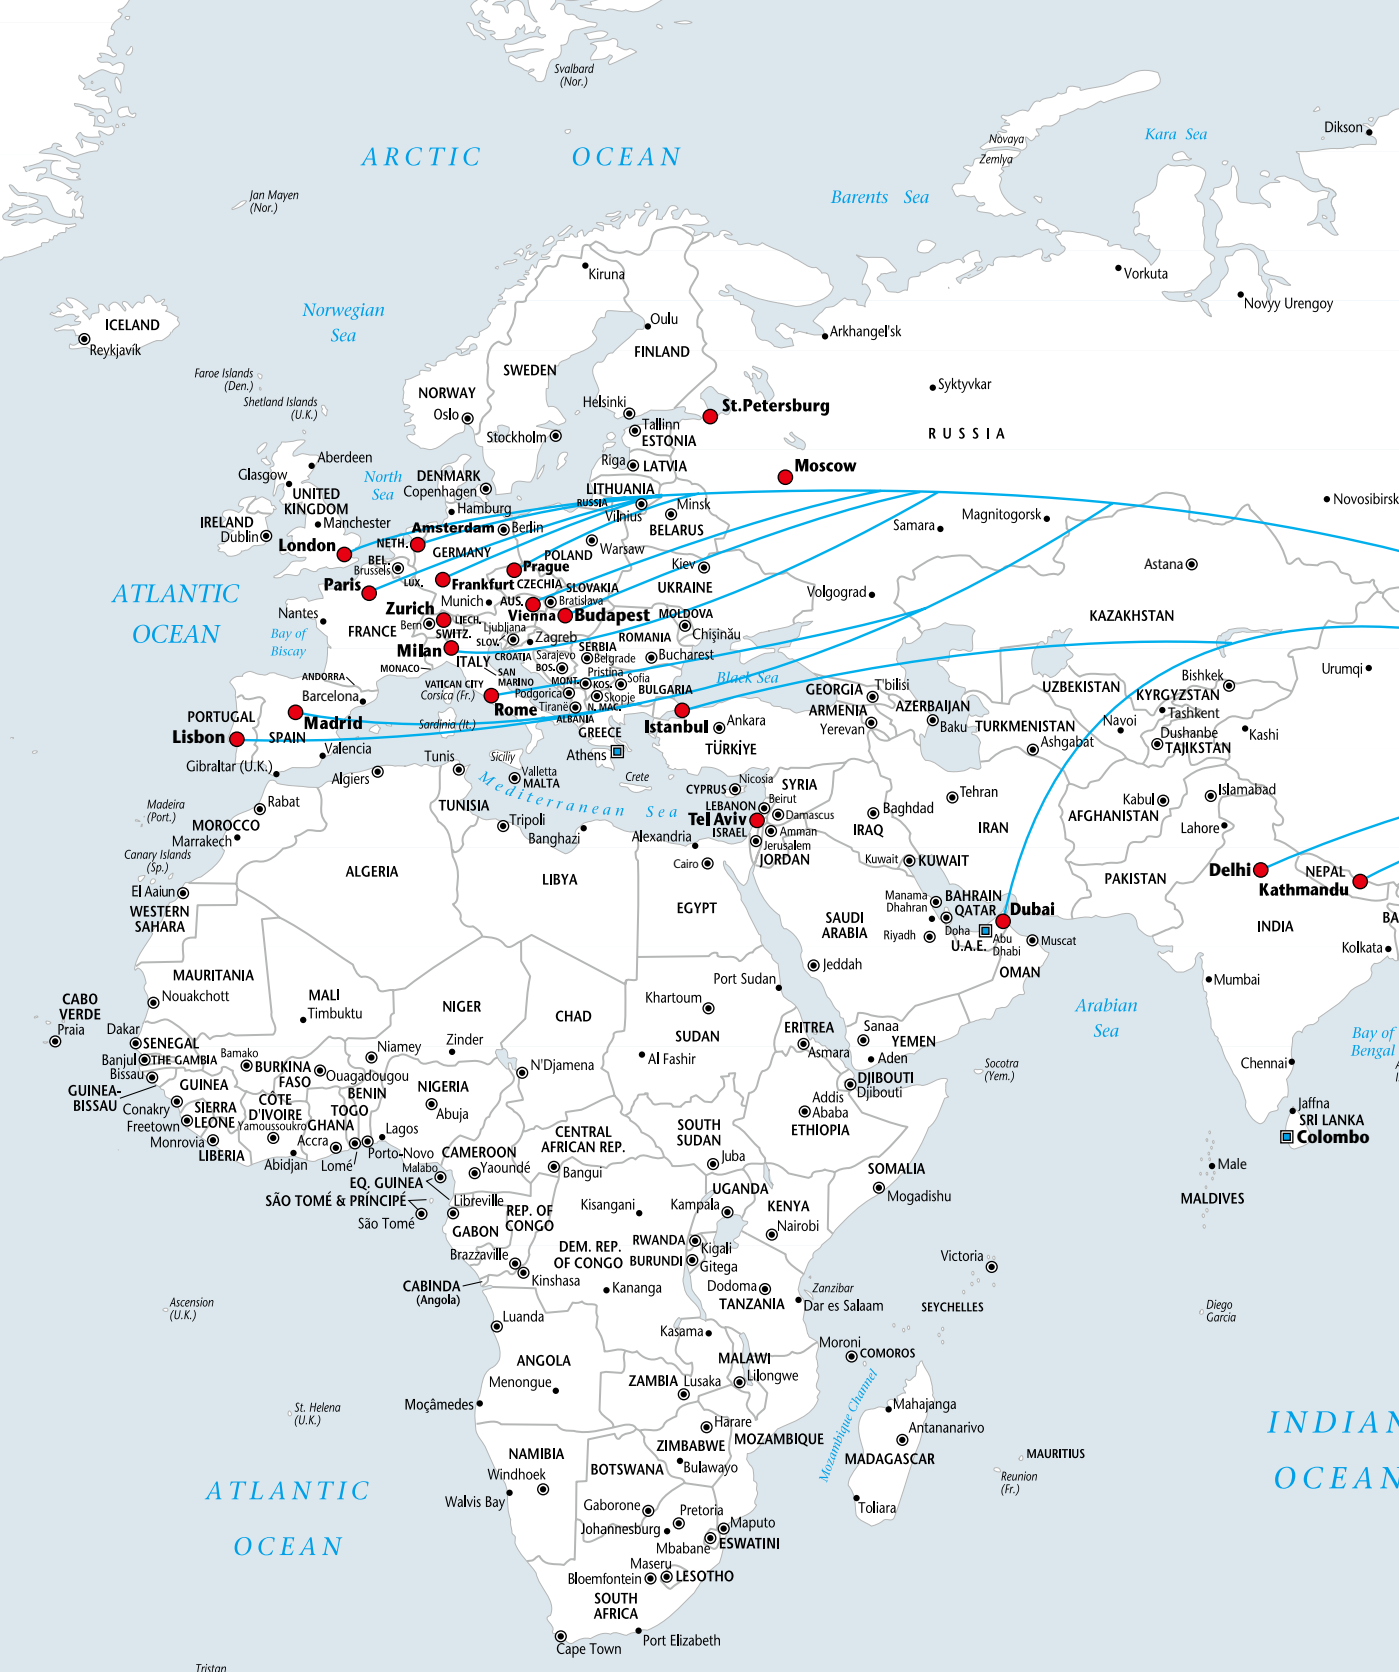 Svalbard
(Nor.)
ARCTIC OCEAN
Novaya
Zemlya
Kara Sea
Dikson
Jan Mayen
(Nor.)
Barents Sea
Kiruna
Vorkuta
Novyy Urengoy
Norwegian
Sea
ICELAND
Reykjavík
Oulu
Arkhangel'sk
FINLAND
SWEDEN
Faroe Islands
(Den.)
Shetland Islands
(U.K.)
NORWAY
Oslo
Helsinki
Syktyvkar
St.Petersburg
Tallinn
ESTONIA
Stockholm
RUSSIA
Riga
LATVIA
Moscow
Aberdeen
Glasgow
North
Sea
DENMARK
Copenhagen
LITHUANIA
RUSSIA
Vilnius
Minsk
BELARUS
UNITED
KINGDOM
Manchester
Hamburg
IRELAND
Dublin
Amsterdam
Berlin
Samara
Magnitogorsk
Novosibirsk
London
NETH.
GERMANY
POLAND
Warsaw
BEL.
Brussels
Prague
Kiev
Astana
Paris
LUX.
Frankfurt
CZECHIA
SLOVAKIA
UKRAINE
ATLANTIC
OCEAN
Nantes
Zurich
Munich
AUS.
Bratislava
Vienna
Budapest
MOLDOVA
Volgograd
KAZAKHSTAN
FRANCE
Bern
LIECH.
SWITZ.
Ljubljana
SLOV.
Zagreb
ROMANIA
Chişinău
Bay of
Biscay
Milan
ITALY
CROATIA
Sarajevo
BOS.
SERBIA
Belgrade
Bucharest
MONACO
SAN
MARINO
Pristina
Urumqi
ANDORRA
VATICAN CITY
Corsica (Fr.)
MONT.
KOS.
Sofia
BULGARIA
Black Sea
GEORGIA
T'bilisi
UZBEKISTAN
Bishkek
KYRGYZSTAN
Barcelona
Rome
Podgorica
Skopje
Tiranë
N. MAC.
ALBANIA
ARMENIA
Yerevan
AZERBAIJAN
Baku
TURKMENISTAN
Navoi
Tashkent
PORTUGAL
Madrid
Lisbon
SPAIN
Sardinia (It.)
GREECE
Istanbul
Ankara
TÜRKIYE
Ashgabat
Dushanbe
TAJIKISTAN
Kashi
Valencia
Gibraltar (U.K.)
Algiers
Tunis
Sicily
Valletta
MALTA
Athens
Crete
Mediterranean Sea
CYPRUS
Nicosia
SYRIA
Tehran
Kabul
Islamabad
Madeira
(Port.)
Rabat
MOROCCO
Marrakech
TUNISIA
Tripoli
Banghazi
LEBANON
Beirut
Tel Aviv
Damascus
ISRAEL
Amman
Jerusalem
JORDAN
Baghdad
IRAQ
IRAN
AFGHANISTAN
Lahore
Alexandria
Cairo
Canary Islands
(Sp.)
El Aaiun
WESTERN
SAHARA
ALGERIA
LIBYA
EGYPT
Kuwait
KUWAIT
PAKISTAN
Delhi
NEPAL
Kathmandu
Manama
Dhahran
BAHRAIN
QATAR
Dubai
SAUDI
ARABIA
Riyadh
Doha
U.A.E.
Abu
Dhabi
Muscat
OMAN
INDIA
BA
Kolkata
MAURITANIA
Nouakchott
CABO
VERDE
Praia
MALI
Timbuktu
NIGER
CHAD
Jeddah
Port Sudan
Khartoum
SUDAN
Mumbai
Arabian
Sea
Dakar
SENEGAL
Banjul
THE GAMBIA
Bissau
GUINEA-
BISSAU
Bamako
BURKINA
FASO
Ouagadougou
Niamey
Zinder
N'Djamena
Al Fashir
ERITREA
Asmara
Sanaa
YEMEN
Aden
Socotra
(Yem.)
Bay of
Bengal
Chennai
GUINEA
Conakry
Freetown
SIERRA
LEONE
Monrovia
LIBERIA
CÔTE
D'IVOIRE
Yamoussoukro
GHANA
TOGO
BENIN
Accra
Abidjan
Lomé
Lagos
Porto-Novo
NIGERIA
Abuja
DJIBOUTI
Djibouti
Addis
Ababa
ETHIOPIA
Jaffna
SRI LANKA
Colombo
CAMEROON
Malabo
Yaoundé
CENTRAL
AFRICAN REP.
Bangui
SOUTH
SUDAN
Juba
Male
MALDIVES
EQ. GUINEA
SÃO TOMÉ & PRÍNCIPÉ
São Tomé
Libreville
GABON
REP. OF
CONGO
Kisangani
UGANDA
Kampala
KENYA
Nairobi
SOMALIA
Mogadishu
Brazzaville
Kinshasa
CABINDA
(Angola)
DEM. REP.
OF CONGO
Kananga
RWANDA
Kigali
BURUNDI
Gitega
Dodoma
TANZANIA
Zanzibar
Dar es Salaam
Victoria
SEYCHELLES
Diego
Garcia
Ascension
(U.K.)
Luanda
ANGOLA
Menongue
Kasama
MALAWI
Lilongwe
ZAMBIA
Lusaka
Moroni
COMOROS
Moçâmedes
St. Helena
(U.K.)
Mozambique Channel
Mahajanga
Antananarivo
MADAGASCAR
Toliara
INDIAN
OCEAN
Harare
ZIMBABWE
MOZAMBIQUE
Bulawayo
NAMIBIA
Windhoek
Walvis Bay
BOTSWANA
Gaborone
MAURITIUS
Reunion
(Fr.)
ATLANTIC
OCEAN
Pretoria
Johannesburg
Maputo
Mbabane
ESWATINI
Maseru
Bloemfontein
LESOTHO
SOUTH
AFRICA
Cape Town
Port Elizabeth
Tristan